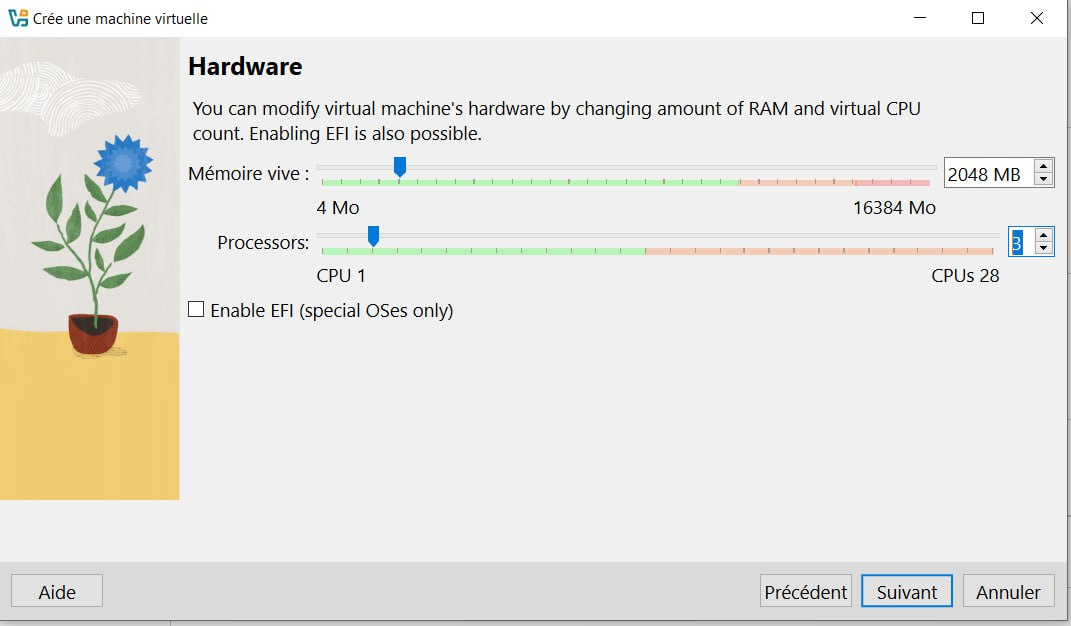 Crée une machine virtuelle
Hardware
You can modify virtual machine's hardware by changing amount of RAM and virtual CPU
count. Enabling EFI is also possible.
Mémoire vive : 2048 MB
4 Mo 16384 Mo
Processors: 3
CPU 1 CPUs 28
Enable EFI (special OSes only)
Aide Précédent Suivant Annuler